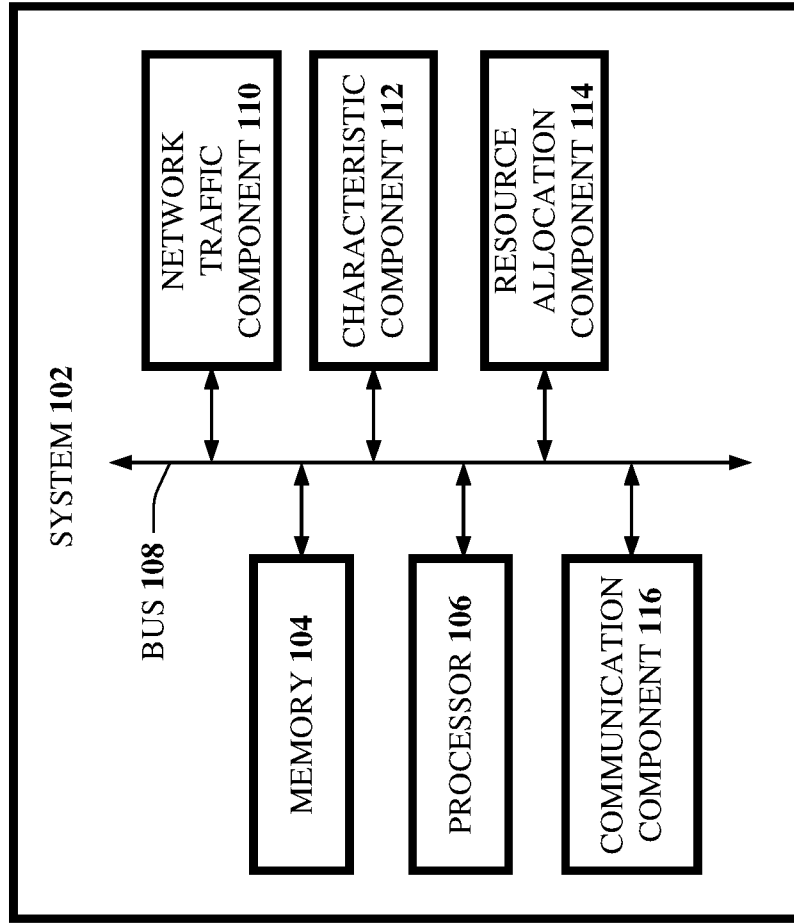 SYSTEM 102
BUS 108
MEMORY 104
PROCESSOR 106
COMMUNICATION
COMPONENT 116
NETWORK
TRAFFIC
COMPONENT 110
CHARACTERISTIC
COMPONENT 112
RESOURCE
ALLOCATION
COMPONENT 114